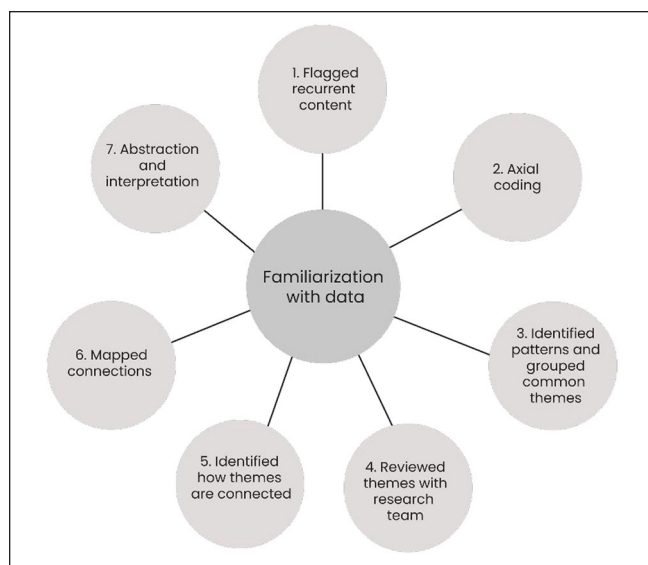 1. Flagged
recurrent
content
2. Axial
coding
3. Identified
patterns and
grouped
common
themes
4. Reviewed
themes with
research
team
5. Identified
how themes
are connected
6. Mapped
connections
7. Abstraction
and
interpretation
Familiarization
with data